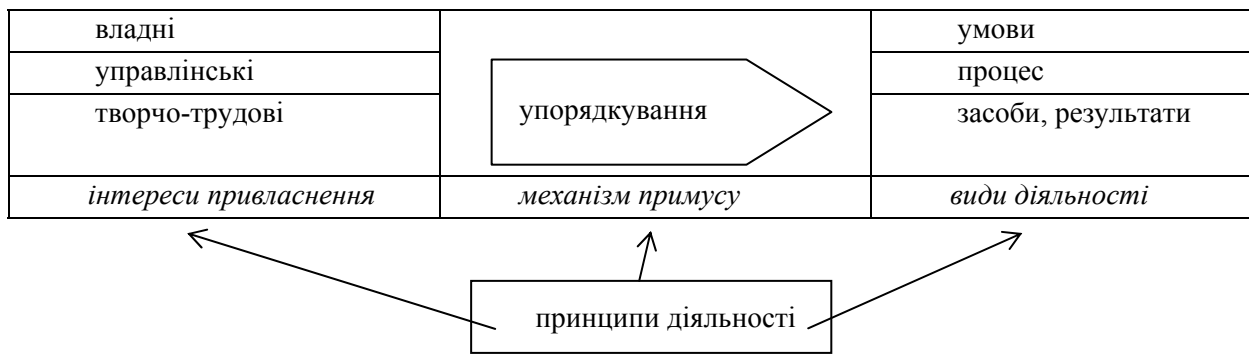 владні
умови
управлінські
процес
творчо-трудові
упорядкування
засоби, результати
інтереси привласнення
механізм примусу
види діяльності
принципи діяльності